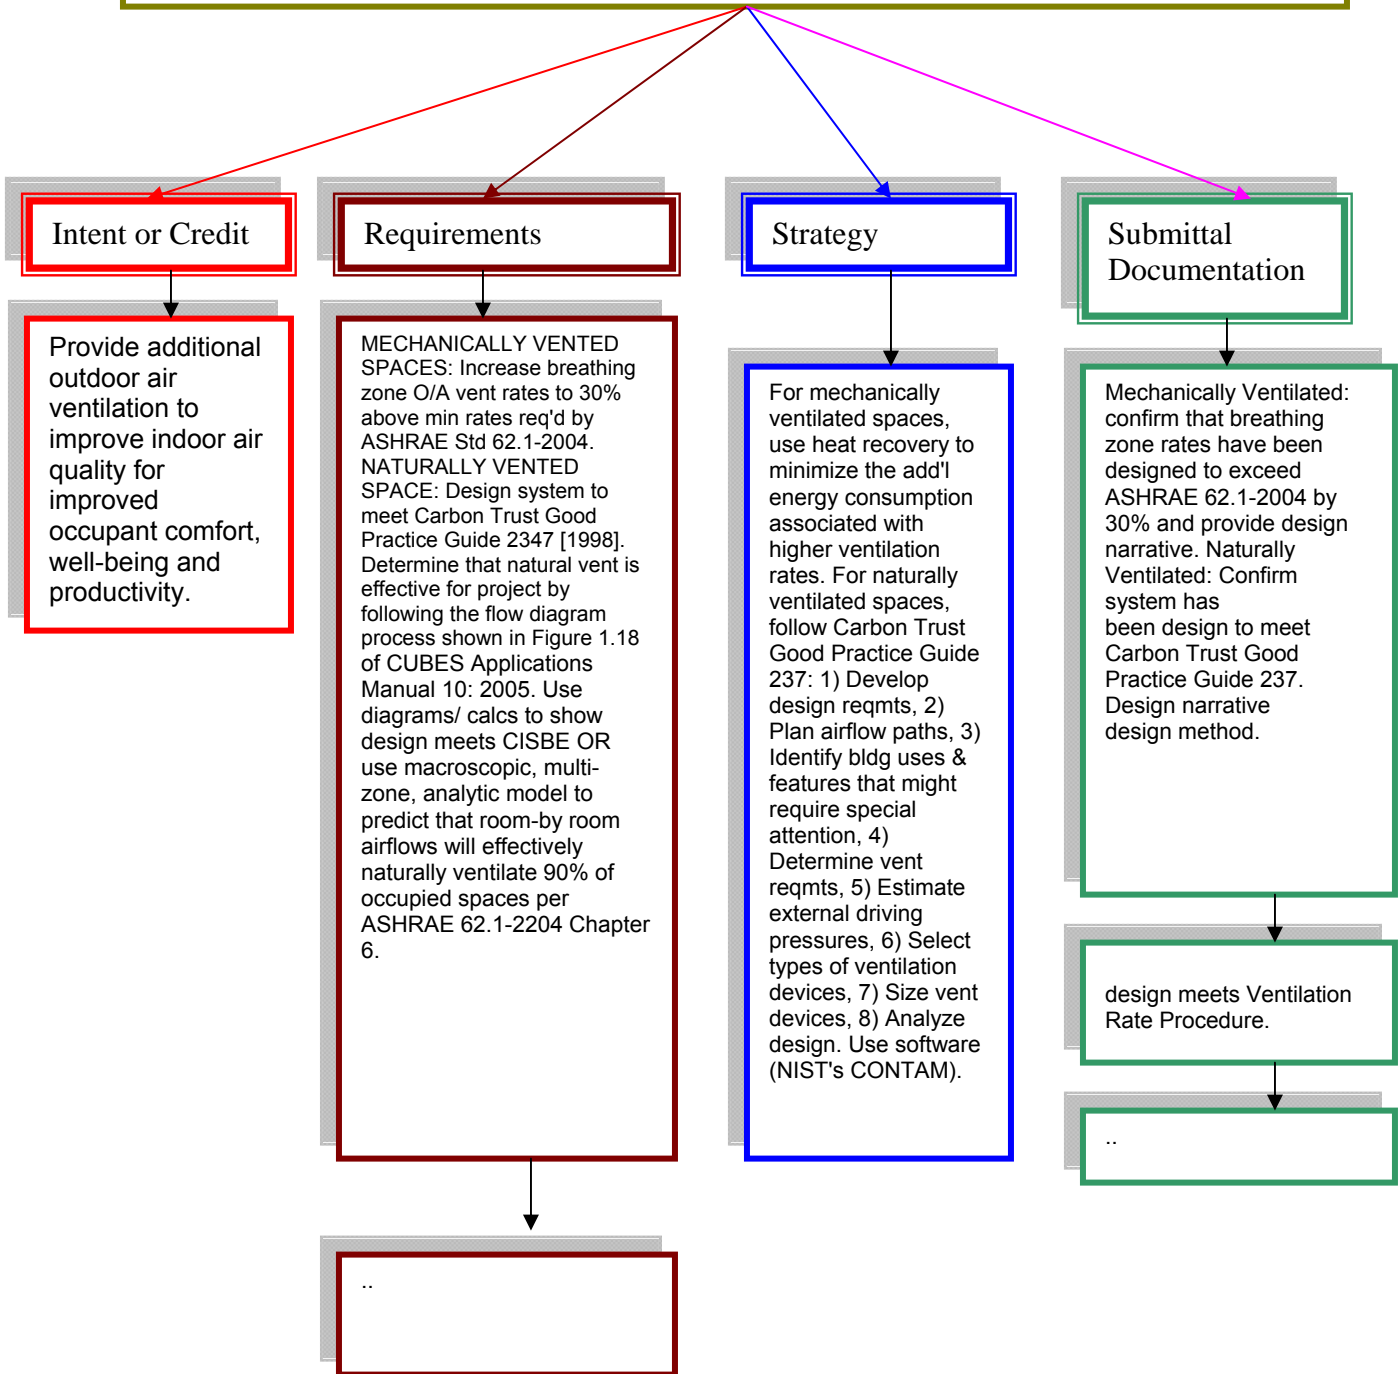 Intent or Credit
Provide additional
outdoor air
ventilation to
improve indoor air
quality for
improved
occupant comfort,
well-being and
productivity.
Requirements
MECHANICALLY VENTED
SPACES: Increase breathing
zone O/A vent rates to 30%
above min rates req'd by
ASHRAE Std 62.1-2004.
NATURALLY VENTED
SPACE: Design system to
meet Carbon Trust Good
Practice Guide 2347 [1998].
Determine that natural vent is
effective for project by
following the flow diagram
process shown in Figure 1.18
of CUBES Applications
Manual 10: 2005. Use
diagrams/ calcs to show
design meets CISBE OR
use macroscopic, multi-
zone, analytic model to
predict that room-by room
airflows will effectively
naturally ventilate 90% of
occupied spaces per
ASHRAE 62.1-2204 Chapter
6.
..
Strategy
For mechanically
ventilated spaces,
use heat recovery to
minimize the add'l
energy consumption
associated with
higher ventilation
rates. For naturally
ventilated spaces,
follow Carbon Trust
Good Practice Guide
237: 1) Develop
design reqmts, 2)
Plan airflow paths, 3)
Identify bldg uses &
features that might
require special
attention, 4)
Determine vent
reqmts, 5) Estimate
external driving
pressures, 6) Select
types of ventilation
devices, 7) Size vent
devices, 8) Analyze
design. Use software
(NIST's CONTAM).
Submittal
Documentation
Mechanically Ventilated:
confirm that breathing
zone rates have been
designed to exceed
ASHRAE 62.1-2004 by
30% and provide design
narrative. Naturally
Ventilated: Confirm
system has
been design to meet
Carbon Trust Good
Practice Guide 237.
Design narrative
design method.
design meets Ventilation
Rate Procedure.
..